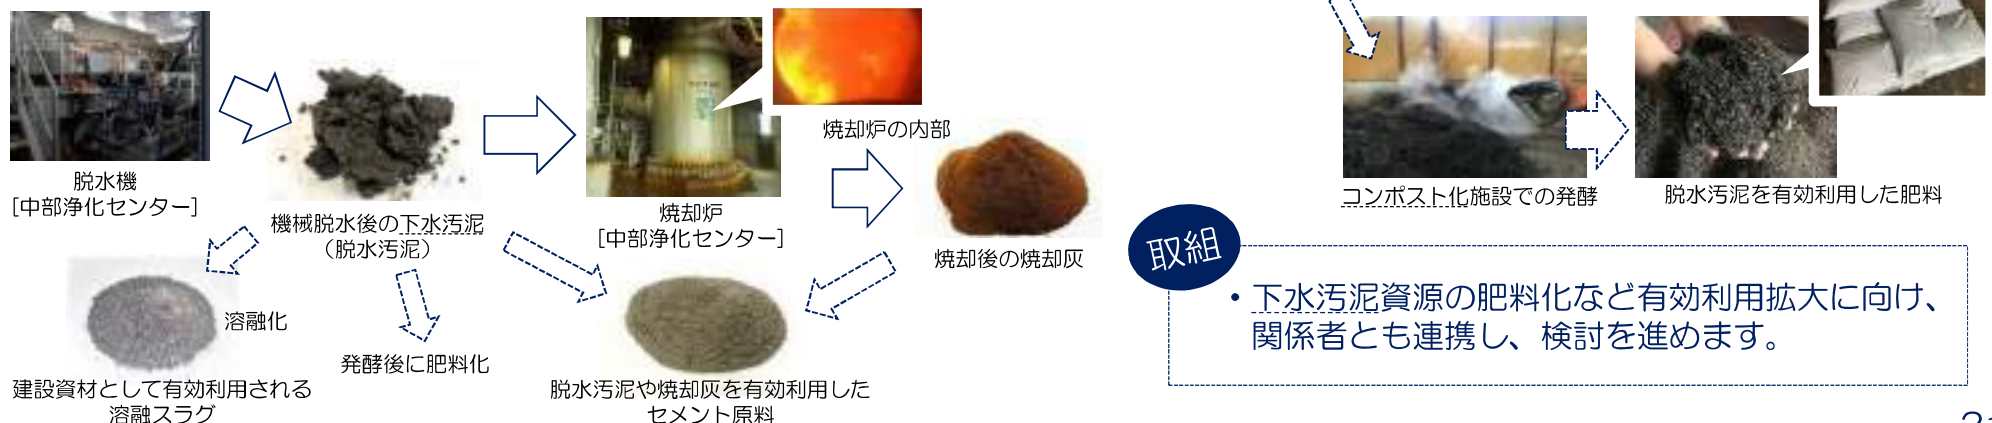 脱水機
[中部浄化センター]
機械脱水後の下水汚泥
（脱水汚泥）
焼却炉
[中部浄化センター]
焼却炉の内部
焼却後の焼却灰
溶融化
建設資材として有効利用される
溶融スラグ
発酵後に肥料化
脱水汚泥や焼却灰を有効利用した
セメント原料
コンポスト化施設での発酵
脱水汚泥を有効利用した肥料
取組
・下水汚泥資源の肥料化など有効利用拡大に向け、
関係者とも連携し、検討を進めます。